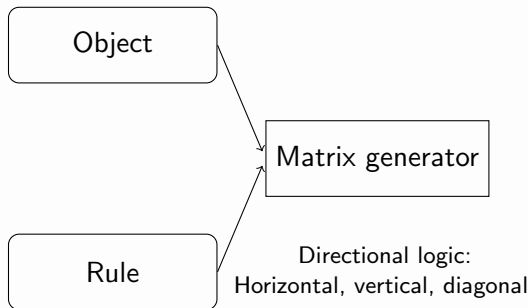 Object
Matrix generator
Rule
Directional logic:
Horizontal, vertical, diagonal